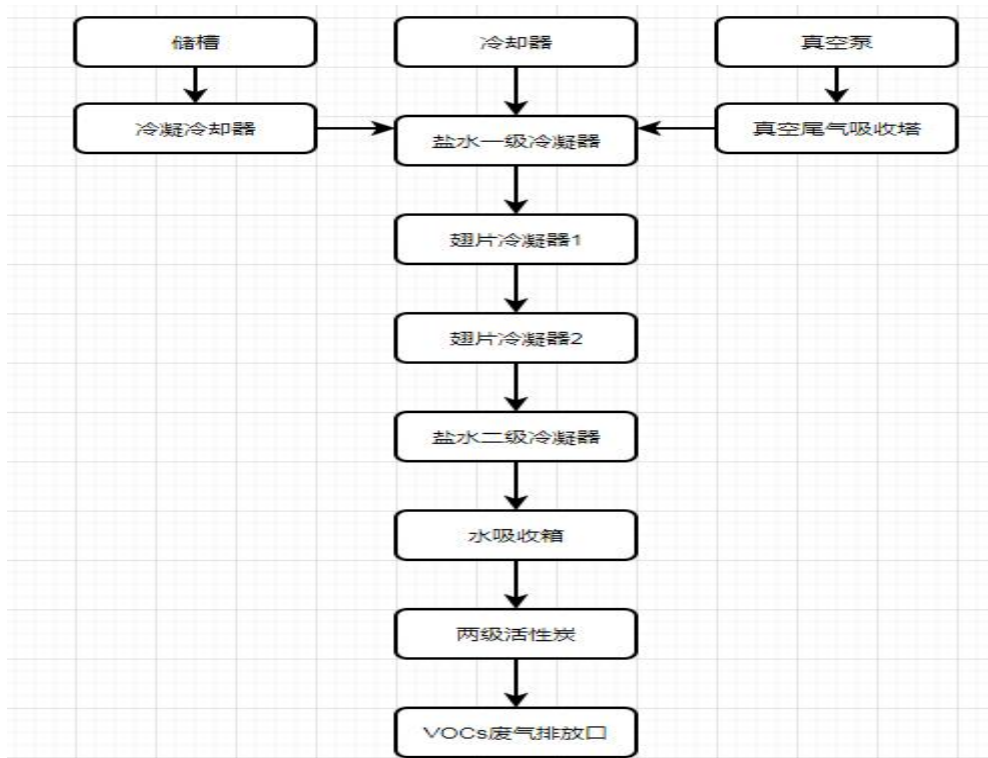 储槽
冷却器
真空泵
冷凝冷却器
盐水一级冷凝器
真空尾气吸收塔
翅片冷凝器1
翅片冷凝器2
盐水二级冷凝器
水吸收箱
两级活性炭
VOCs废气排放口